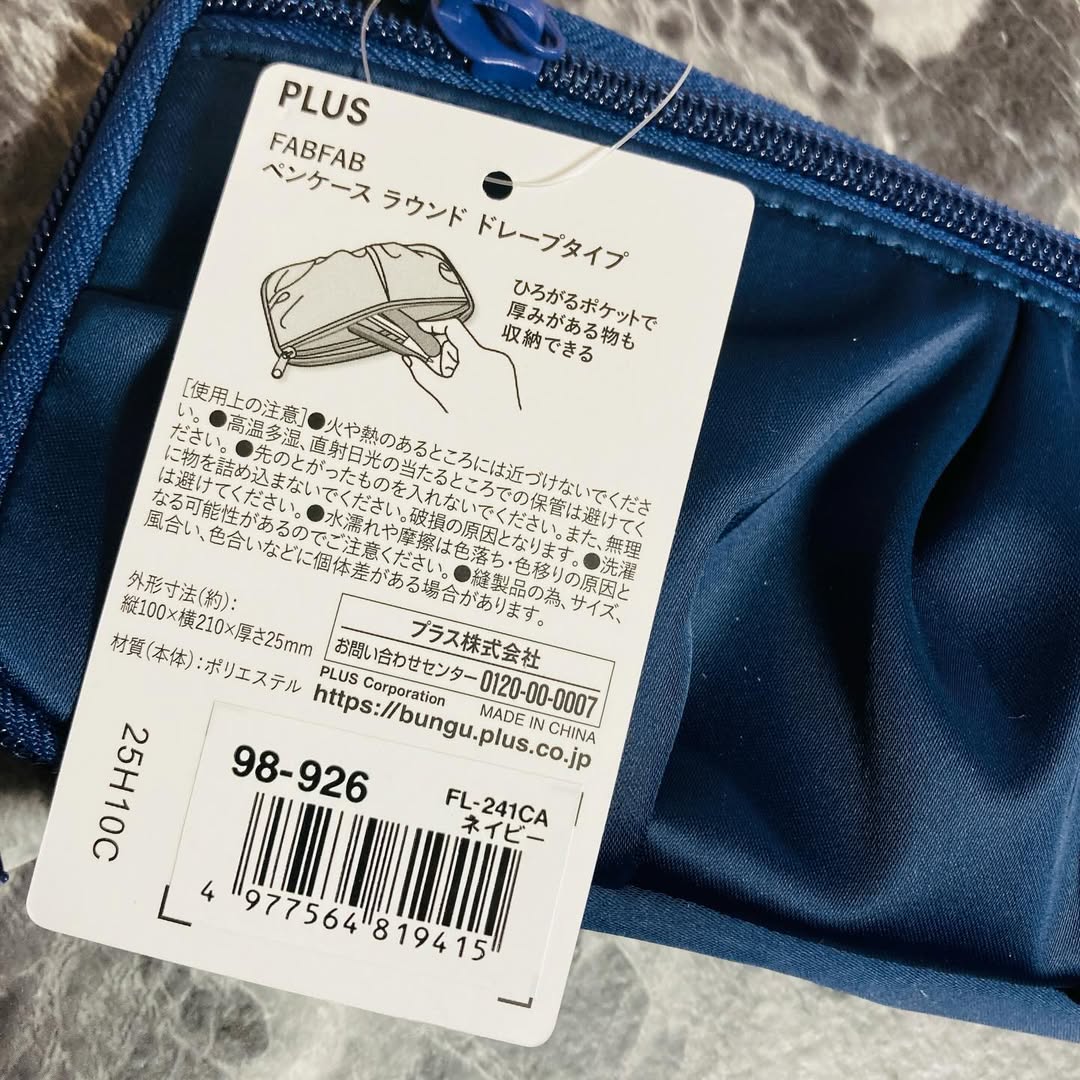 PLUS
FABFAB
ペンケース ラウンド ドレープタイプ
ひろがるポケットで
厚みがある物も
収納できる
[使用上の注意]●火や熱のあるところには近づけないでくださ
い。●高温多湿、直射日光の当たるところでの保管は避けてく
ださい。●先のとがったものを入れないでください。また、無理
に物を詰め込まないでください。破損の原因となります。●洗濯
は避けてください。●水濡れや摩擦は色落ち・色移りの原因と
なる可能性があるのでご注意ください。●縫製品の為、サイズ、
風合い、色合いなどに個体差がある場合があります。
外形寸法(約):
縦100×横210×厚さ25mm
材質(本体):ポリエステル
プラス株式会社
お問い合わせセンター 0120-00-0007
PLUS Corporation MADE IN CHINA
https://bungu.plus.co.jp
25H10C
98-926
FL-241CA
ネイビー
4 977564 819415